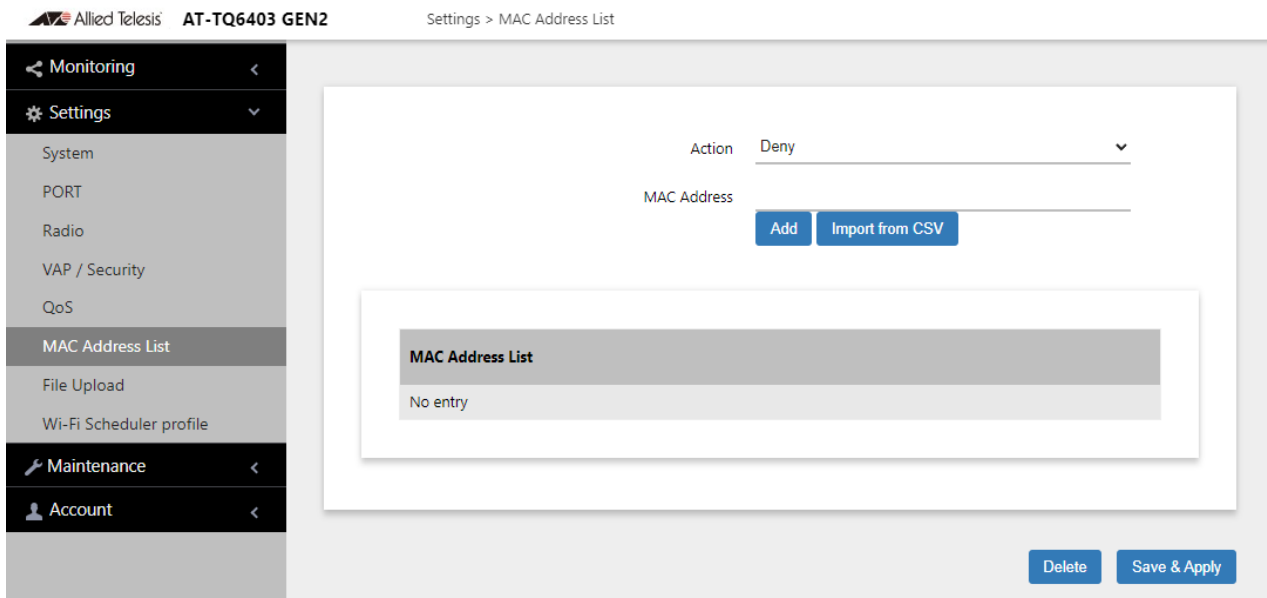 Allied Telesis AT-TQ6403 GEN2 Settings > MAC Address List
Monitoring
Settings
System
PORT
Radio
VAP / Security
QoS
MAC Address List
File Upload
Wi-Fi Scheduler profile
Maintenance
Account
Action Deny
MAC Address
Add Import from CSV
MAC Address List
No entry
Delete Save & Apply